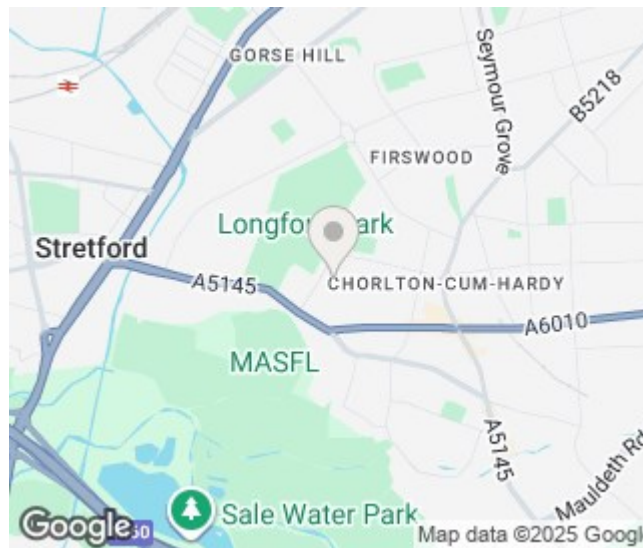 GORSE HILL
Seymour Grove
B5218
FIRSWOOD
Longford Park
Stretford
A5145
CHORLTON-CUM-HARDY
A6010
MASFL
A5145
Mauldeth Rd
Sale Water Park
Google
Map data ©2025 Google